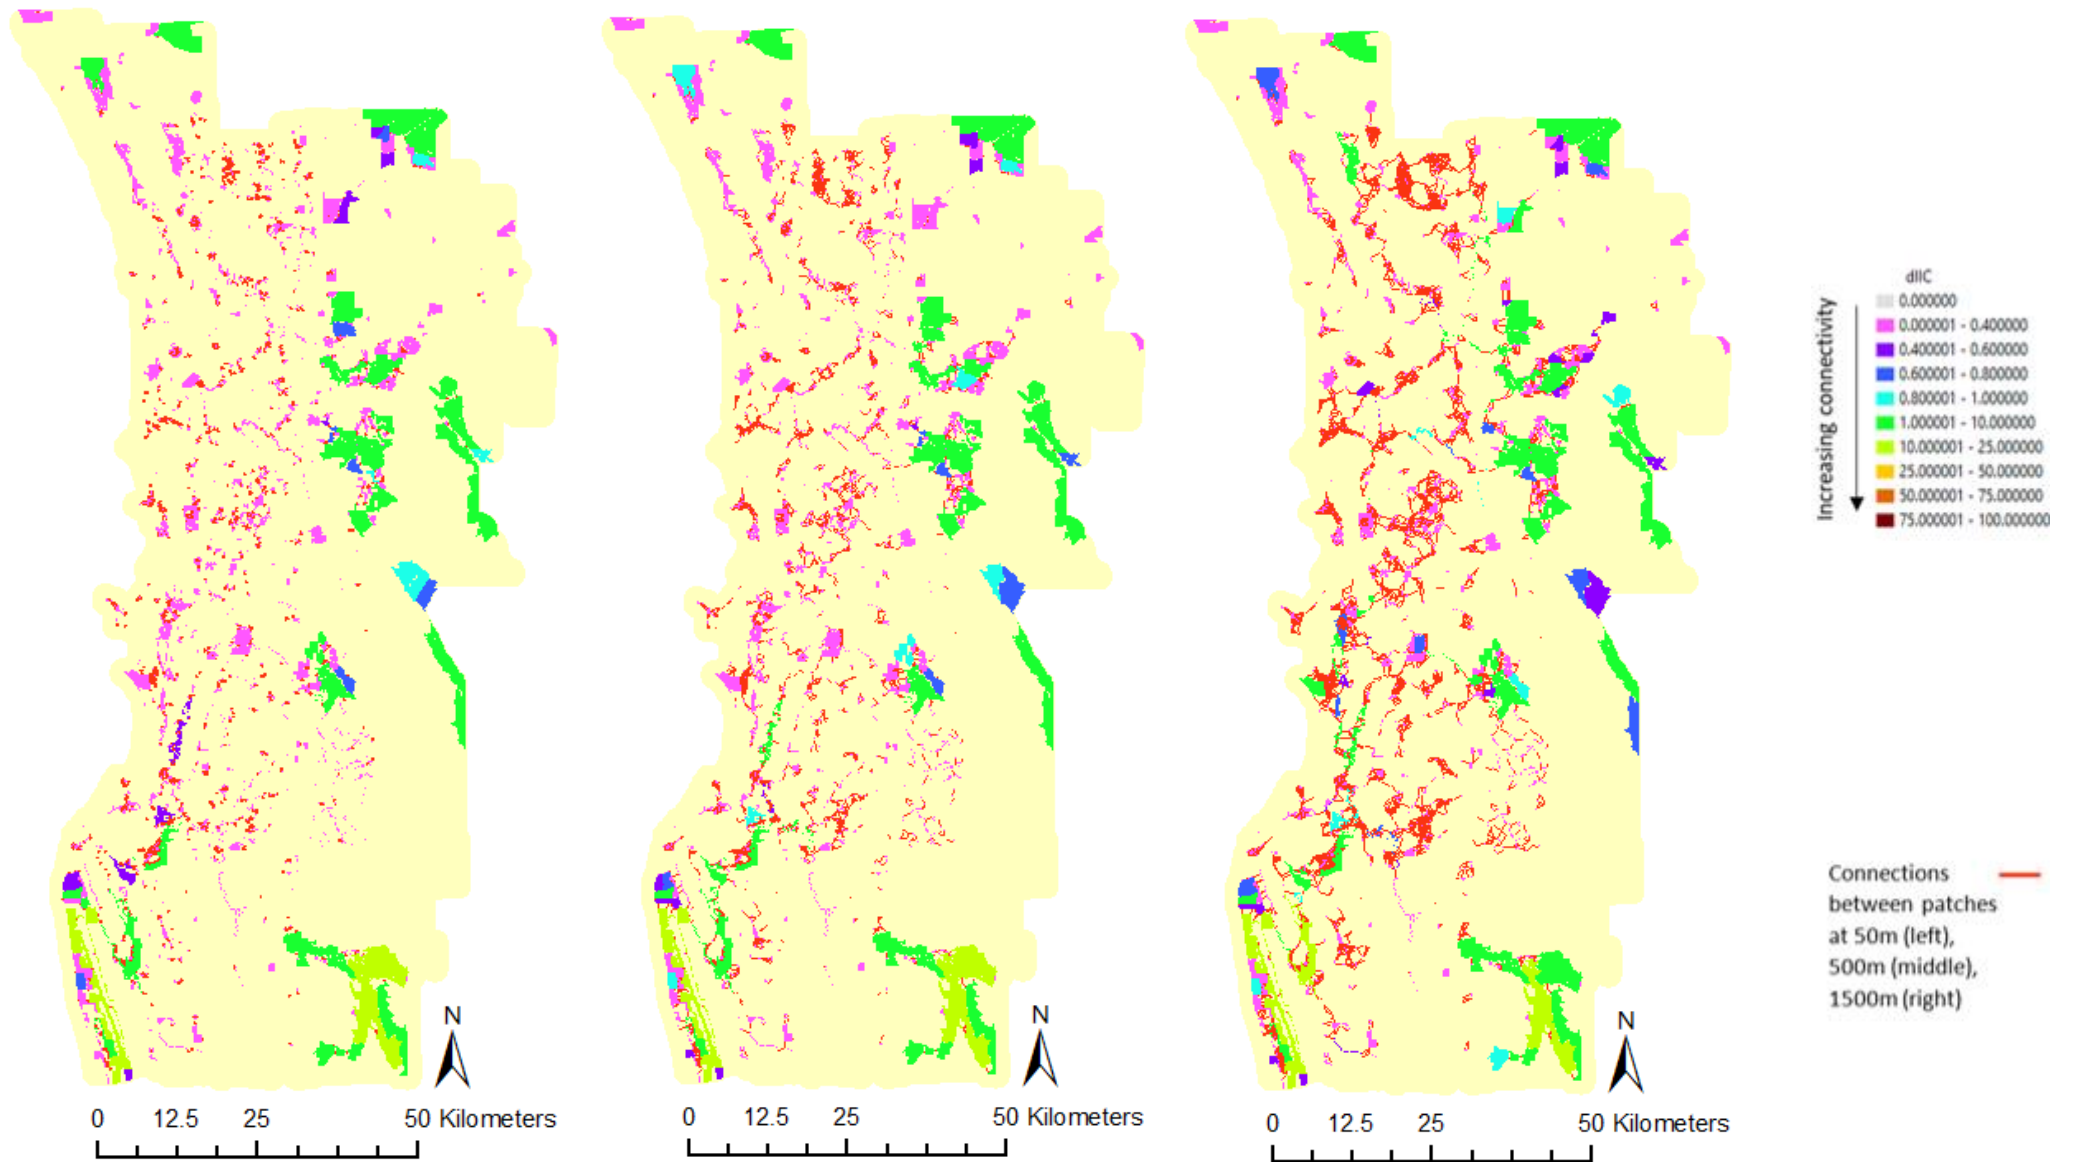 dIIC
Increasing connectivity
0.000000
0.000001 - 0.400000
0.400001 - 0.600000
0.600001 - 0.800000
0.800001 - 1.000000
1.000001 - 10.000000
10.000001 - 25.000000
25.000001 - 50.000000
50.000001 - 75.000000
75.000001 - 100.000000
Connections
between patches
at 50m (left),
500m (middle),
1500m (right)
N
N
N
0 12.5 25 50 Kilometers
0 12.5 25 50 Kilometers
0 12.5 25 50 Kilometers